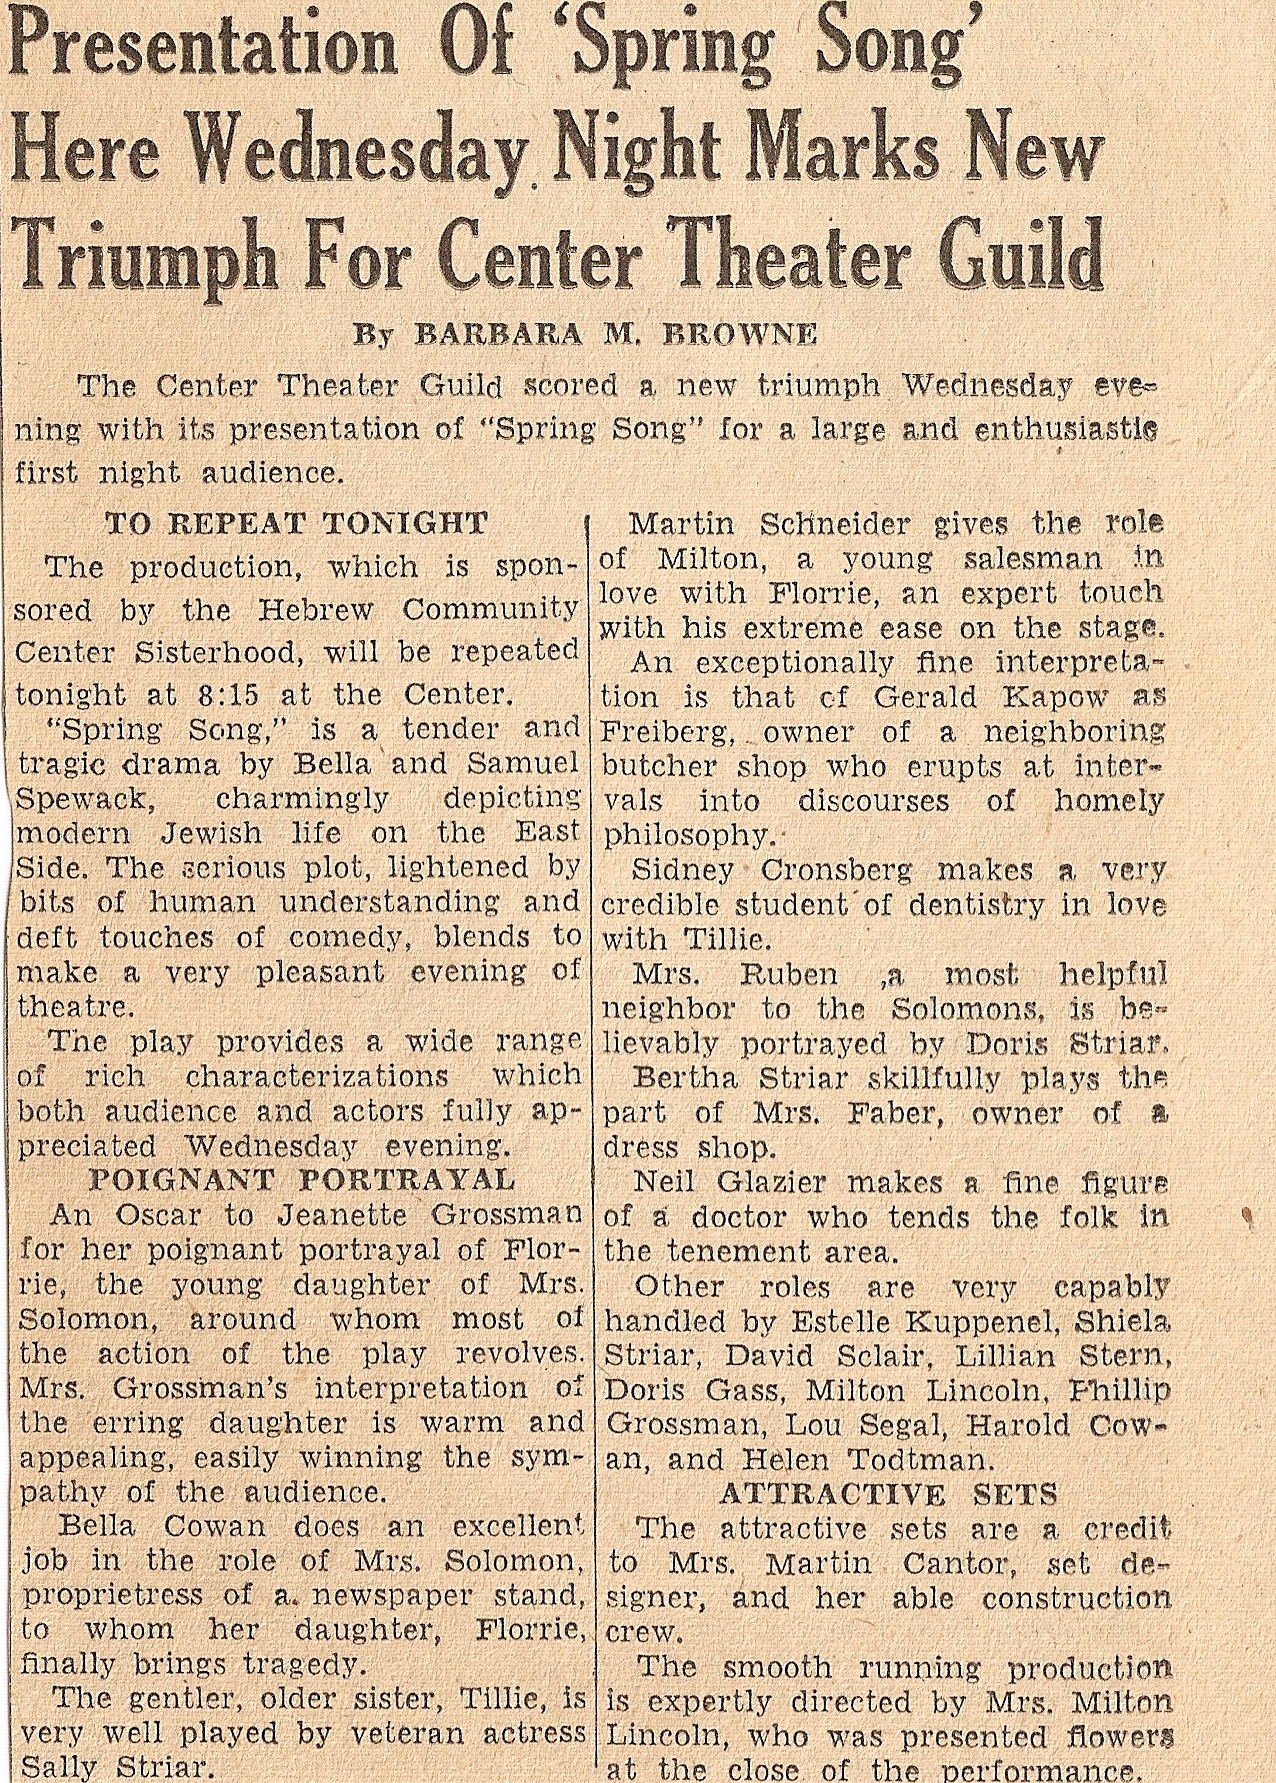 Presentation Of ‘Spring Song’
Here Wednesday Night Marks New
Triumph For Center Theater Guild
By BARBARA M. BROWNE
The Center Theater Guild scored a new triumph Wednesday eve-
ning with its presentation of “Spring Song” for a large and enthusiastic
first night audience.
TO REPEAT TONIGHT
The production, which is spon-
sored by the Hebrew Community
Center Sisterhood, will be repeated
tonight at 8:15 at the Center.
“Spring Song,” is a tender and
tragic drama by Bella and Samuel
Spewack, charmingly depicting
modern Jewish life on the East
Side. The serious plot, lightened by
bits of human understanding and
deft touches of comedy, blends to
make a very pleasant evening of
theatre.
The play provides a wide range
of rich characterizations which
both audience and actors fully ap-
preciated Wednesday evening.
POIGNANT PORTRAYAL
An Oscar to Jeanette Grossman
for her poignant portrayal of Flor-
rie, the young daughter of Mrs.
Solomon, around whom most of
the action of the play revolves.
Mrs. Grossman’s interpretation of
the erring daughter is warm and
appealing, easily winning the sym-
pathy of the audience.
Bella Cowan does an excellent
job in the role of Mrs. Solomon,
proprietress of a newspaper stand,
to whom her daughter, Florrie,
finally brings tragedy.
The gentler, older sister, Tillie, is
very well played by veteran actress
Sally Striar.
Martin Schneider gives the role
of Milton, a young salesman in
love with Florrie, an expert touch
with his extreme ease on the stage.
An exceptionally fine interpreta-
tion is that of Gerald Kapow as
Freiberg, owner of a neighboring
butcher shop who erupts at inter-
vals into discourses of homely
philosophy.
Sidney Cronsberg makes a very
credible student of dentistry in love
with Tillie.
Mrs. Ruben ,a most helpful
neighbor to the Solomons, is be-
lievably portrayed by Doris Striar.
Bertha Striar skillfully plays the
part of Mrs. Faber, owner of a
dress shop.
Neil Glazier makes a fine figure
of a doctor who tends the folk in
the tenement area.
Other roles are very capably
handled by Estelle Kuppenel, Shiela
Striar, David Sclair, Lillian Stern,
Doris Gass, Milton Lincoln, Phillip
Grossman, Lou Segal, Harold Cow-
an, and Helen Todtman.
ATTRACTIVE SETS
The attractive sets are a credit
to Mrs. Martin Cantor, set de-
signer, and her able construction
crew.
The smooth running production
is expertly directed by Mrs. Milton
Lincoln, who was presented flowers
at the close of the performance.